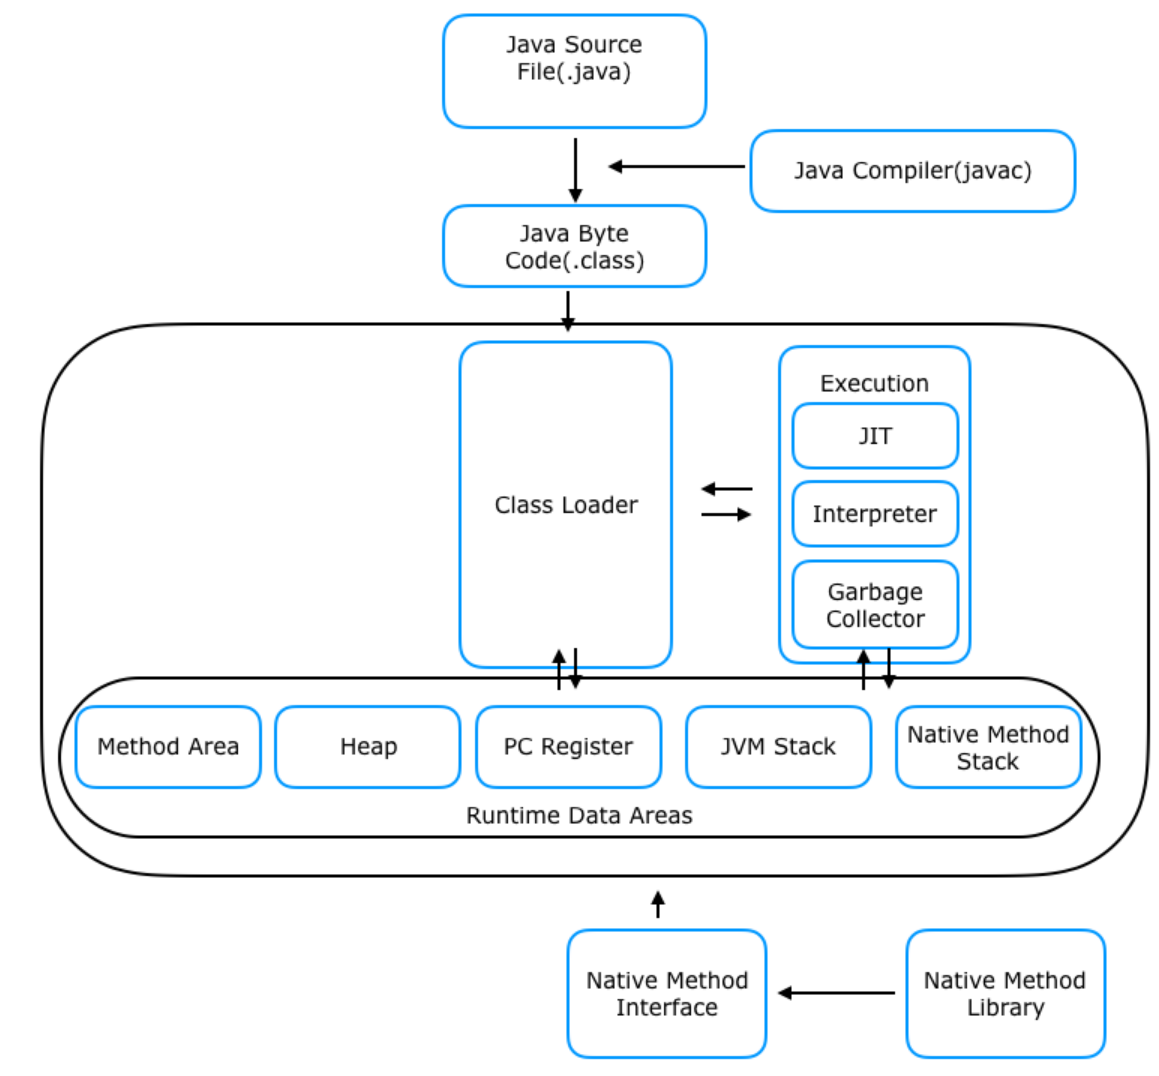 Java Source
File(.java)
Java Compiler(javac)
Java Byte
Code(.class)
Class Loader
Execution
JIT
Interpreter
Garbage
Collector
Method Area
Heap
PC Register
JVM Stack
Native Method
Stack
Runtime Data Areas
Native Method
Interface
Native Method
Library